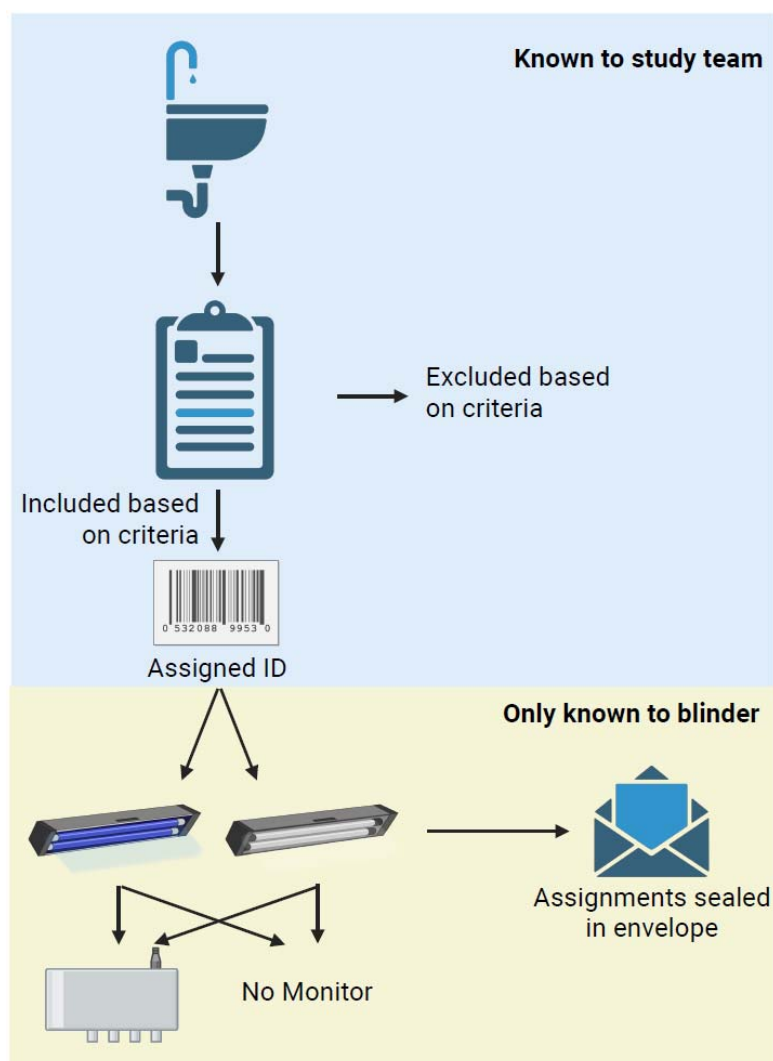 Known to study team
Excluded based
on criteria
Included based
on criteria
0 532088 9953 0
Assigned ID
Only known to blinder
Assignments sealed
in envelope
No Monitor